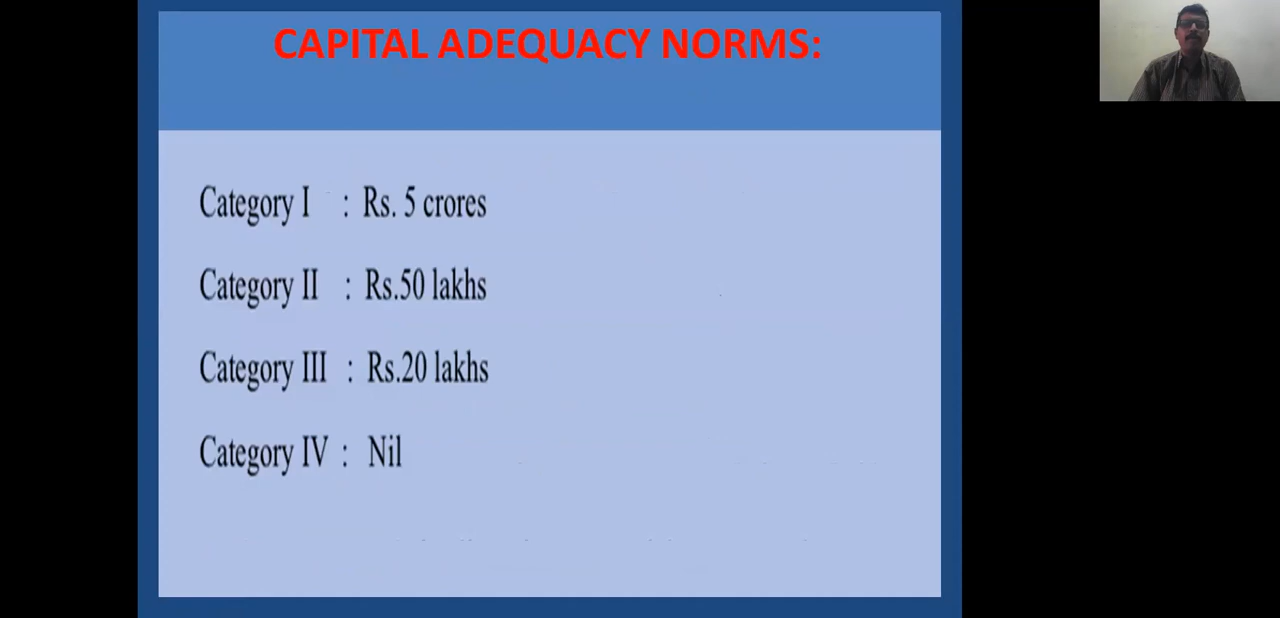 CAPITAL ADEQUACY NORMS:
Category I : Rs. 5 crores
Category II : Rs.50 lakhs
Category III : Rs.20 lakhs
Category IV : Nil